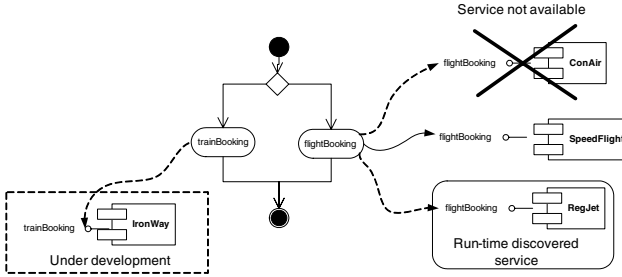 Service not available
flightBooking
ConAir
trainBooking
flightBooking
flightBooking
SpeedFlight
trainBooking
IronWay
Under development
flightBooking
RegJet
Run-time discovered
service